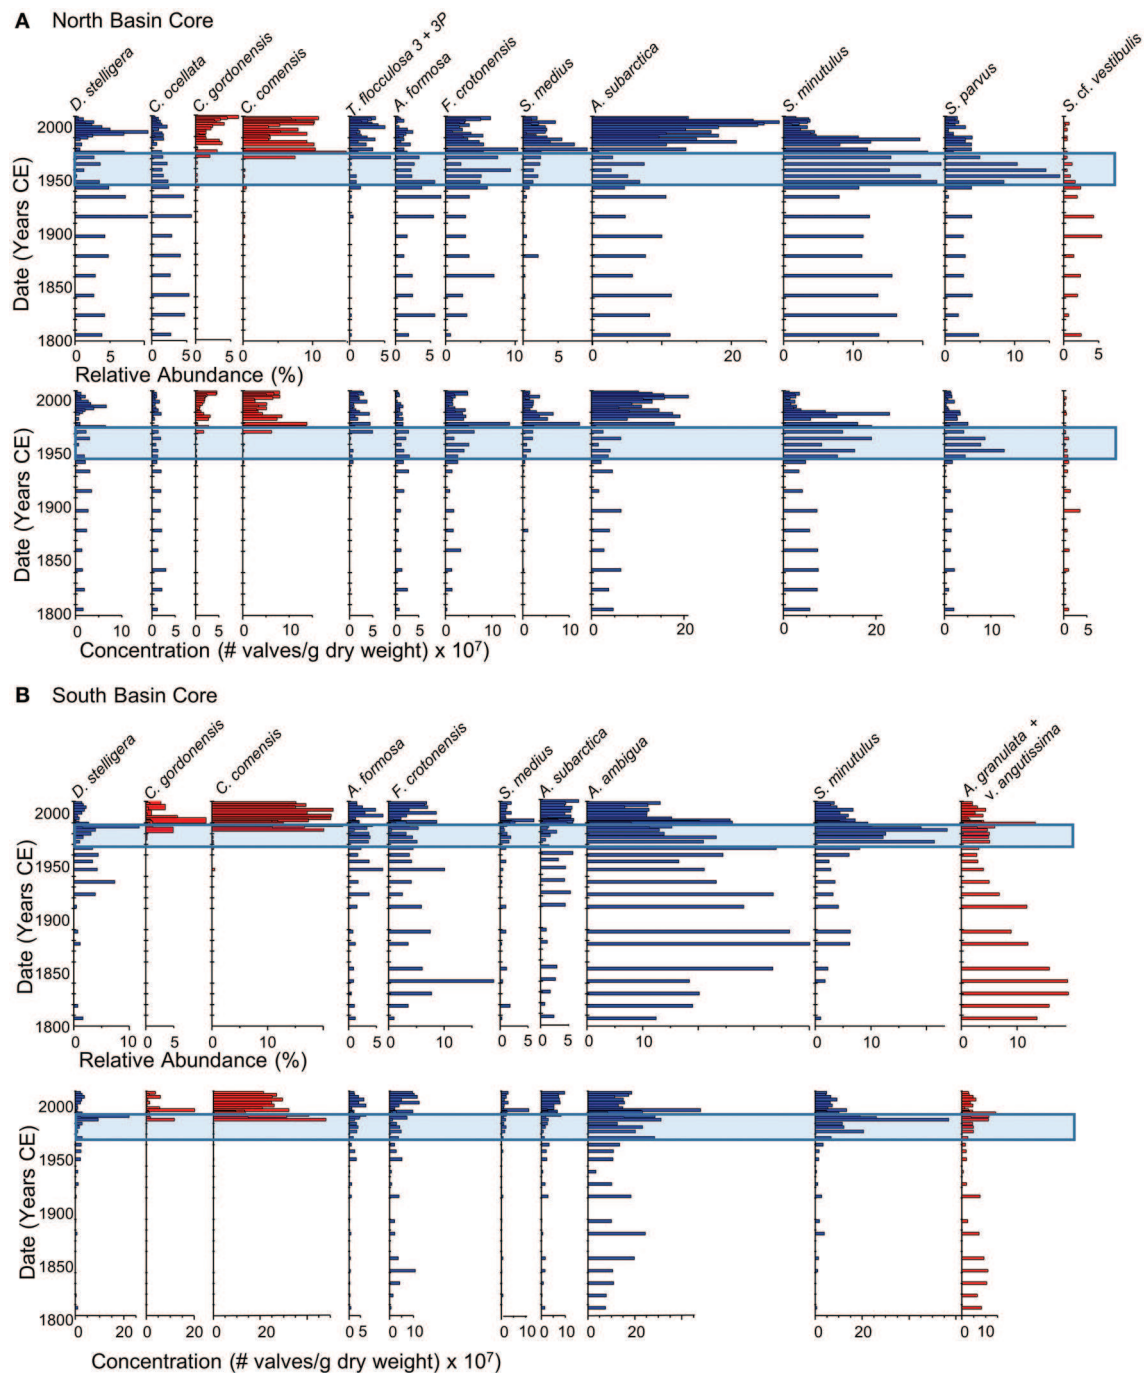 A North Basin Core
D. stelligera
C. ocellata
C. gordonensis
C. comensis
T. flocculosa 3 + 3P
A. formosa
F. crotonensis
S. medius
A. subarctica
S. minutulus
S. parvus
S. cf. vestibulis
Date (Years CE)
2000
1950
1900
1850
1800
0 5 10 0 5 0 5 0 10 0 5 0 5 0 5 10 0 5 0 20 0 10 20 0 10 0 5
Relative Abundance (%)
Date (Years CE)
2000
1950
1900
1850
1800
0 10 0 5 0 5 0 10 0 5 0 5 0 10 0 10 0 20 0 20 0 10 0 5
Concentration (# valves/g dry weight) x 10⁷)
B South Basin Core
D. stelligera
C. gordonensis
C. comensis
A. formosa
F. crotonensis
S. medius
A. subarctica
A. ambigua
S. minutulus
A. granulata +
v. angutissima
Date (Years CE)
2000
1950
1900
1850
1800
0 5 10 0 5 0 10 20 0 5 0 10 0 5 0 5 0 10 0 10 20 0 10
Relative Abundance (%)
Date (Years CE)
2000
1950
1900
1850
1800
0 20 0 20 0 20 0 5 0 10 0 10 0 10 0 20 0 20 40 0 10
Concentration (# valves/g dry weight) x 10⁷)